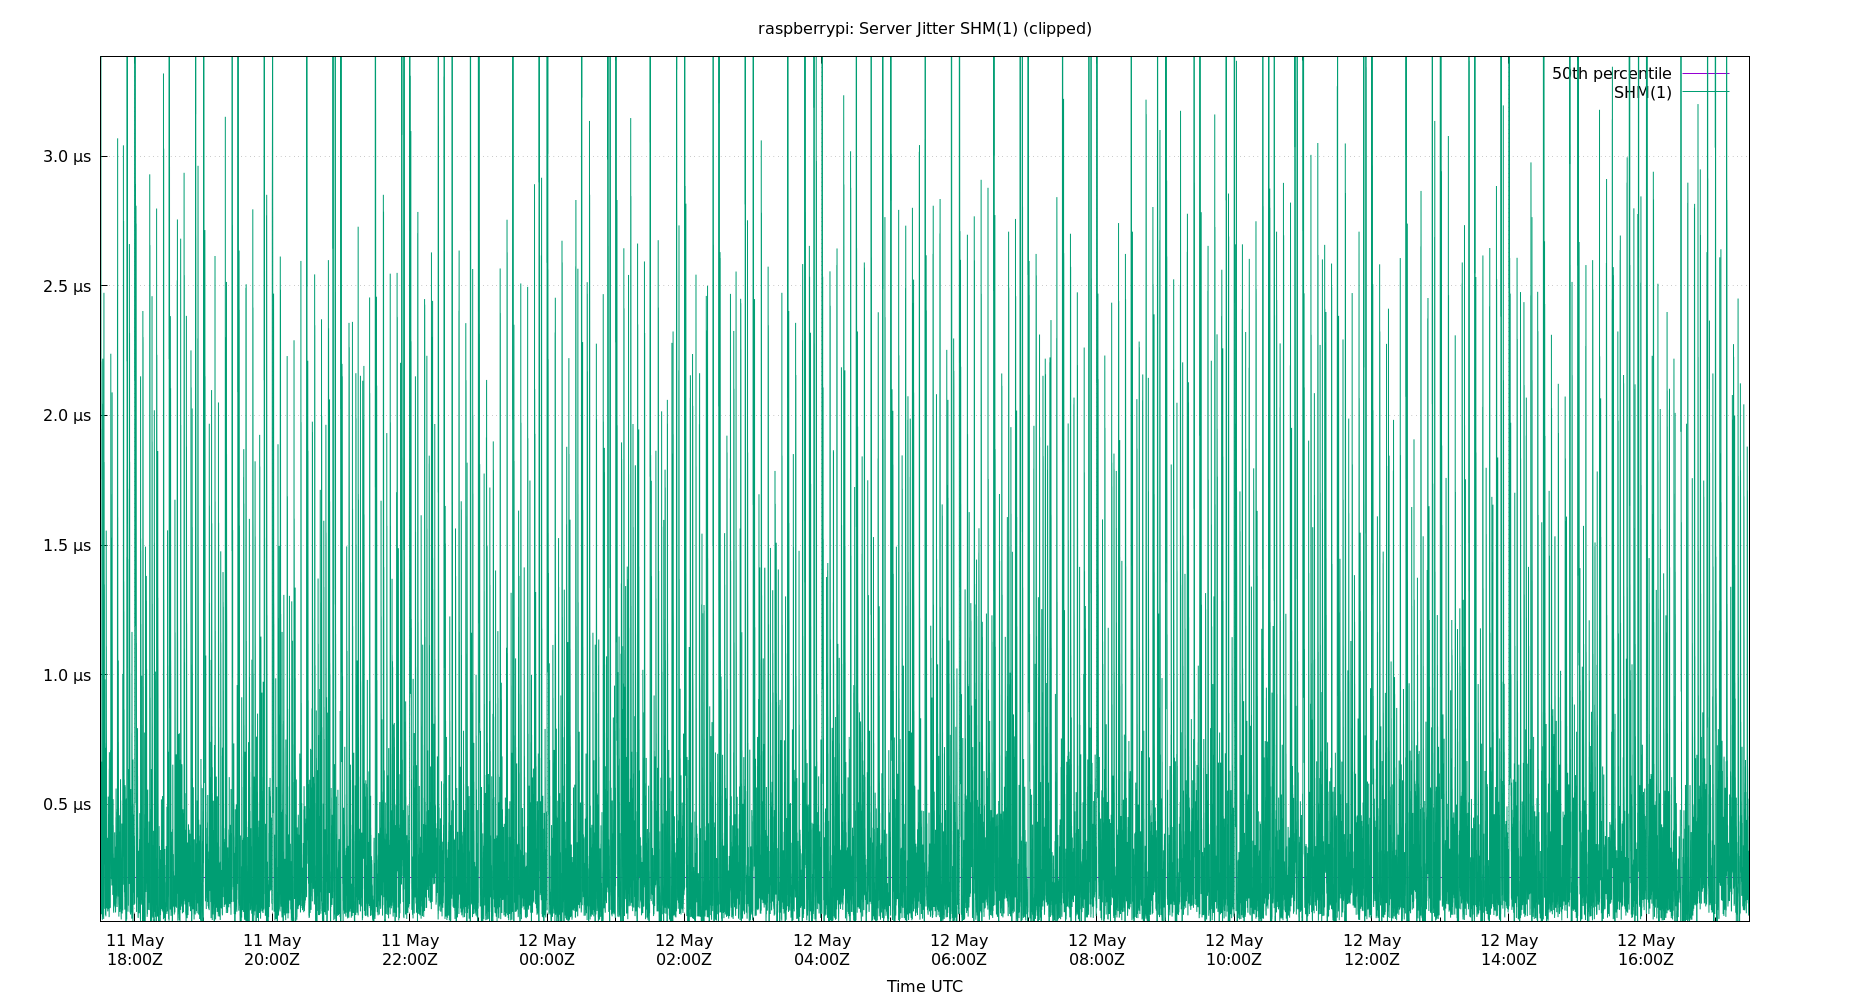 raspberrypi: Server Jitter SHM(1) (clipped)
50th percentile
SHM(1)
3.0 µs
2.5 µs
2.0 µs
1.5 µs
1.0 µs
0.5 µs
11 May 11 May 11 May 12 May 12 May 12 May 12 May 12 May 12 May 12 May 12 May 12 May
18:00Z 20:00Z 22:00Z 00:00Z 02:00Z 04:00Z 06:00Z 08:00Z 10:00Z 12:00Z 14:00Z 16:00Z
Time UTC